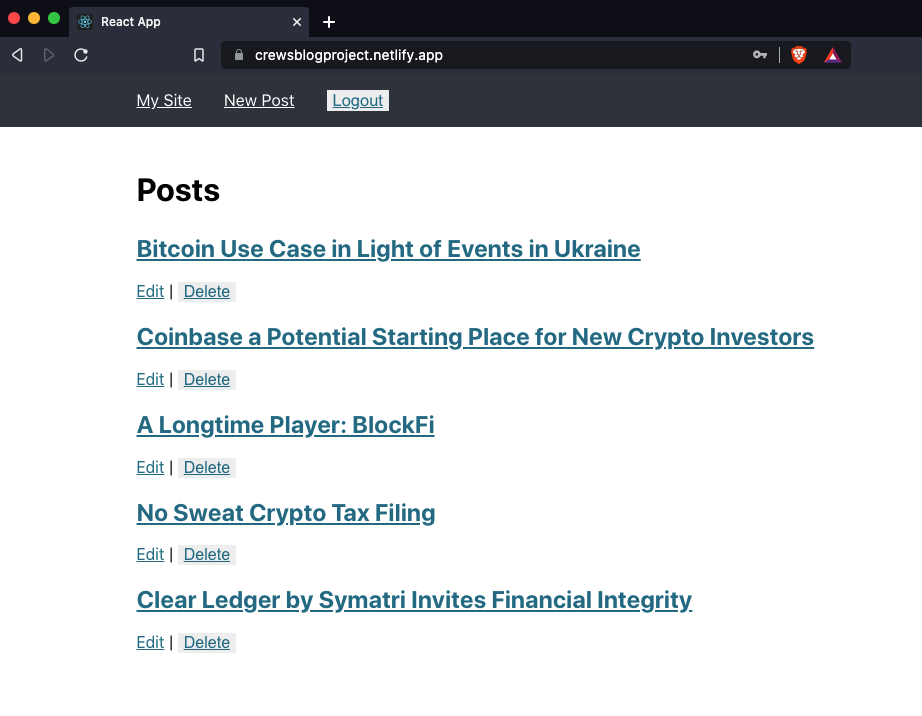 React App
crewsblogproject.netlify.app
My Site New Post Logout
Posts
Bitcoin Use Case in Light of Events in Ukraine
Edit | Delete
Coinbase a Potential Starting Place for New Crypto Investors
Edit | Delete
A Longtime Player: BlockFi
Edit | Delete
No Sweat Crypto Tax Filing
Edit | Delete
Clear Ledger by Symatri Invites Financial Integrity
Edit | Delete